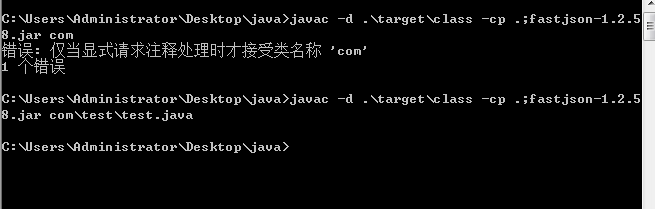 C:\Users\Administrator\Desktop\java>javac -d .\target\class -cp .;fastjson-1.2.5
8.jar com
错误: 仅当显式请求注释处理时才接受类名称 'com'
1 个错误
C:\Users\Administrator\Desktop\java>javac -d .\target\class -cp .;fastjson-1.2.5
8.jar com\test\test.java
C:\Users\Administrator\Desktop\java>